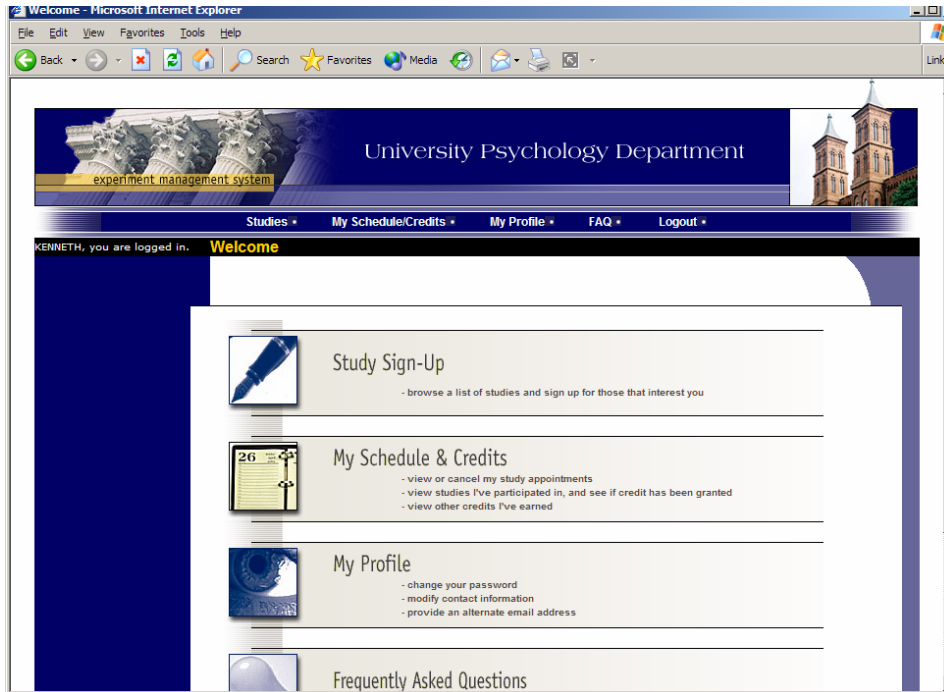 Welcome - Microsoft Internet Explorer
File Edit View Favorites Tools Help
Back Search Favorites Media Link
University Psychology Department
experiment management system
Studies My Schedule/Credits My Profile FAQ Logout
KENNETH, you are logged in. Welcome
Study Sign-Up
- browse a list of studies and sign up for those that interest you
26
My Schedule & Credits
- view or cancel my study appointments
- view studies I've participated in, and see if credit has been granted
- view other credits I've earned
My Profile
- change your password
- modify contact information
- provide an alternate email address
Frequently Asked Questions